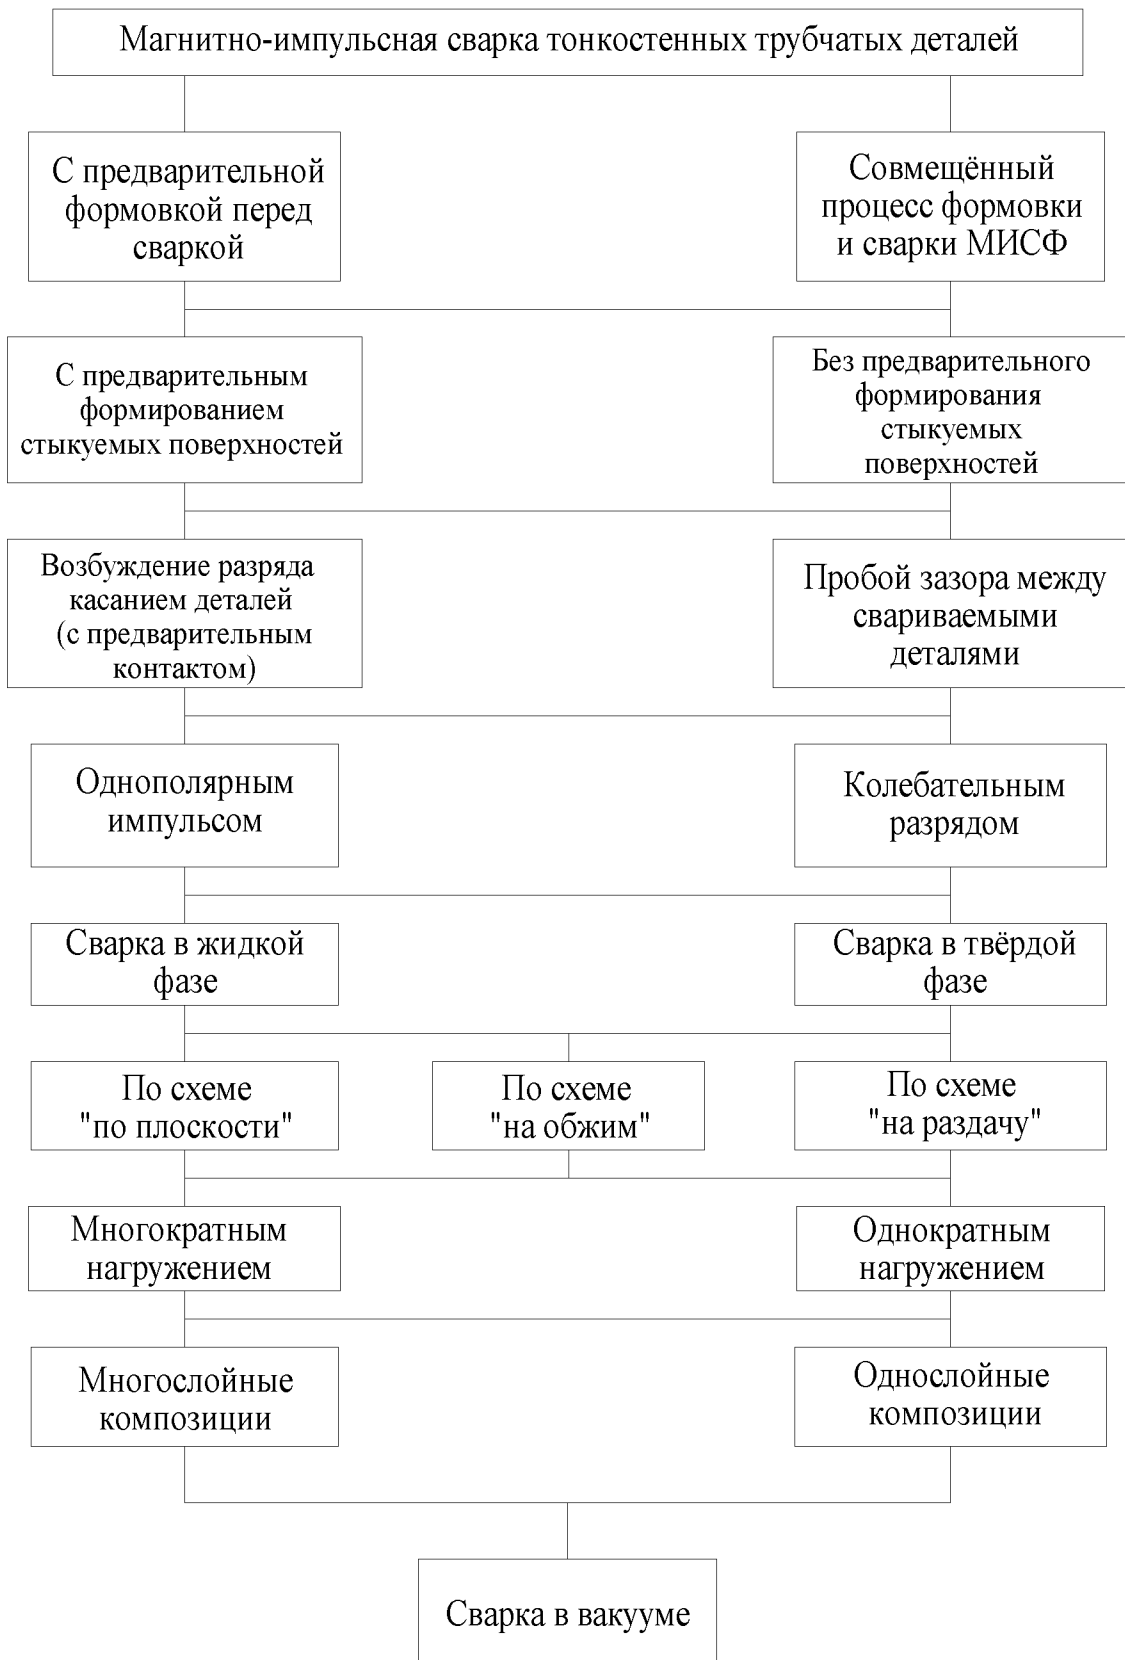 Магнитно-импульсная сварка тонкостенных трубчатых деталей
С предварительной
формовкой перед
сваркой
Совмещённый
процесс формовки
и сварки МИСФ
С предварительным
формированием
стыкуемых поверхностей
Без предварительного
формирования
стыкуемых
поверхностей
Возбуждение разряда
касанием деталей
(с предварительным
контактом)
Пробой зазора между
свариваемыми
деталями
Однополярным
импульсом
Колебательным
разрядом
Сварка в жидкой
фазе
Сварка в твёрдой
фазе
По схеме
"по плоскости"
По схеме
"на обжим"
По схеме
"на раздачу"
Многократным
нагружением
Однократным
нагружением
Многослойные
композиции
Однослойные
композиции
Сварка в вакууме